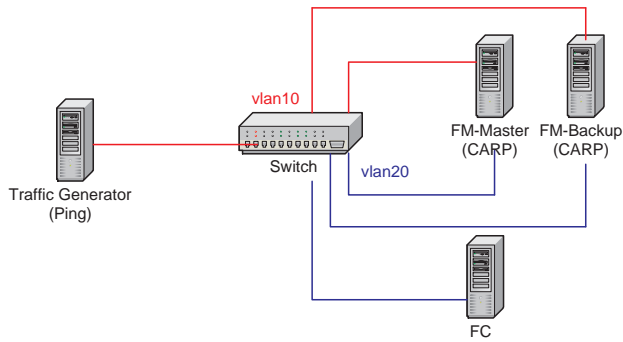 vlan10
FM-Master
(CARP)
FM-Backup
(CARP)
Switch
vlan20
Traffic Generator
(Ping)
FC